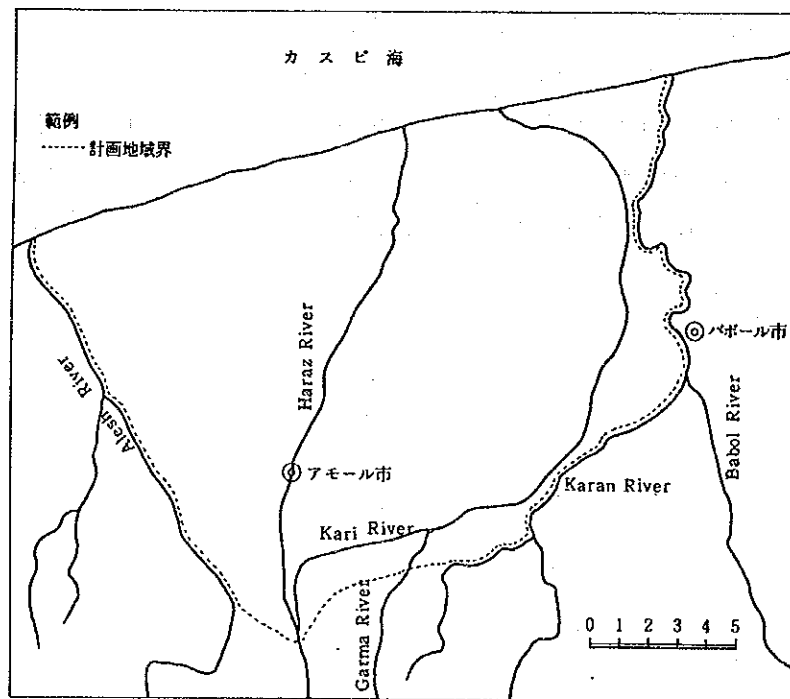 カスピ海
範例
計画地域界
Haraz River
バボール市
Alesh River
アモール市
Babol River
Karan River
Kari River
Garma River
0 1 2 3 4 5